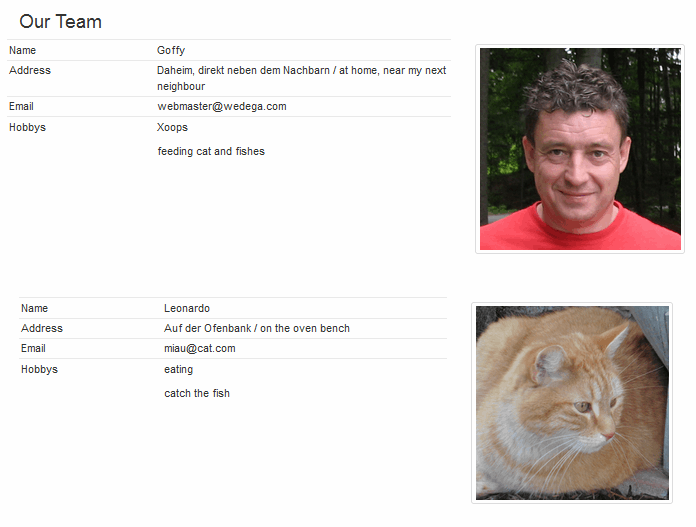 Our Team
Name Goffy
Address Daheim, direkt neben dem Nachbarn / at home, near my next
neighbour
Email webmaster@wedega.com
Hobbys Xoops
feeding cat and fishes
Name Leonardo
Address Auf der Ofenbank / on the oven bench
Email miau@cat.com
Hobbys eating
catch the fish